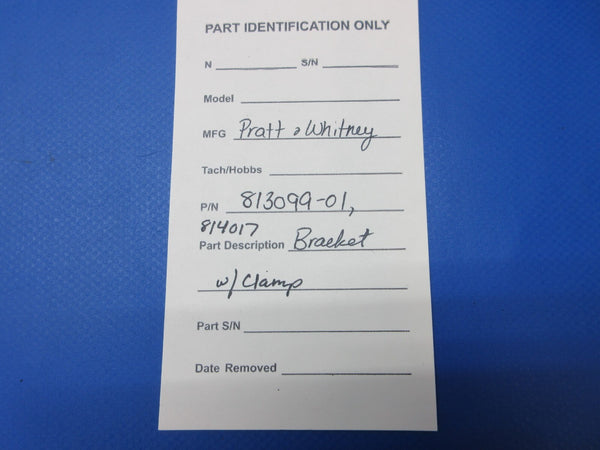 PART IDENTIFICATION ONLY
N S/N
Model
MFG Pratt & Whitney
Tach/Hobbs
P/N 813099-01,
814017
Part Description Bracket
w/ Clamp
Part S/N
Date Removed